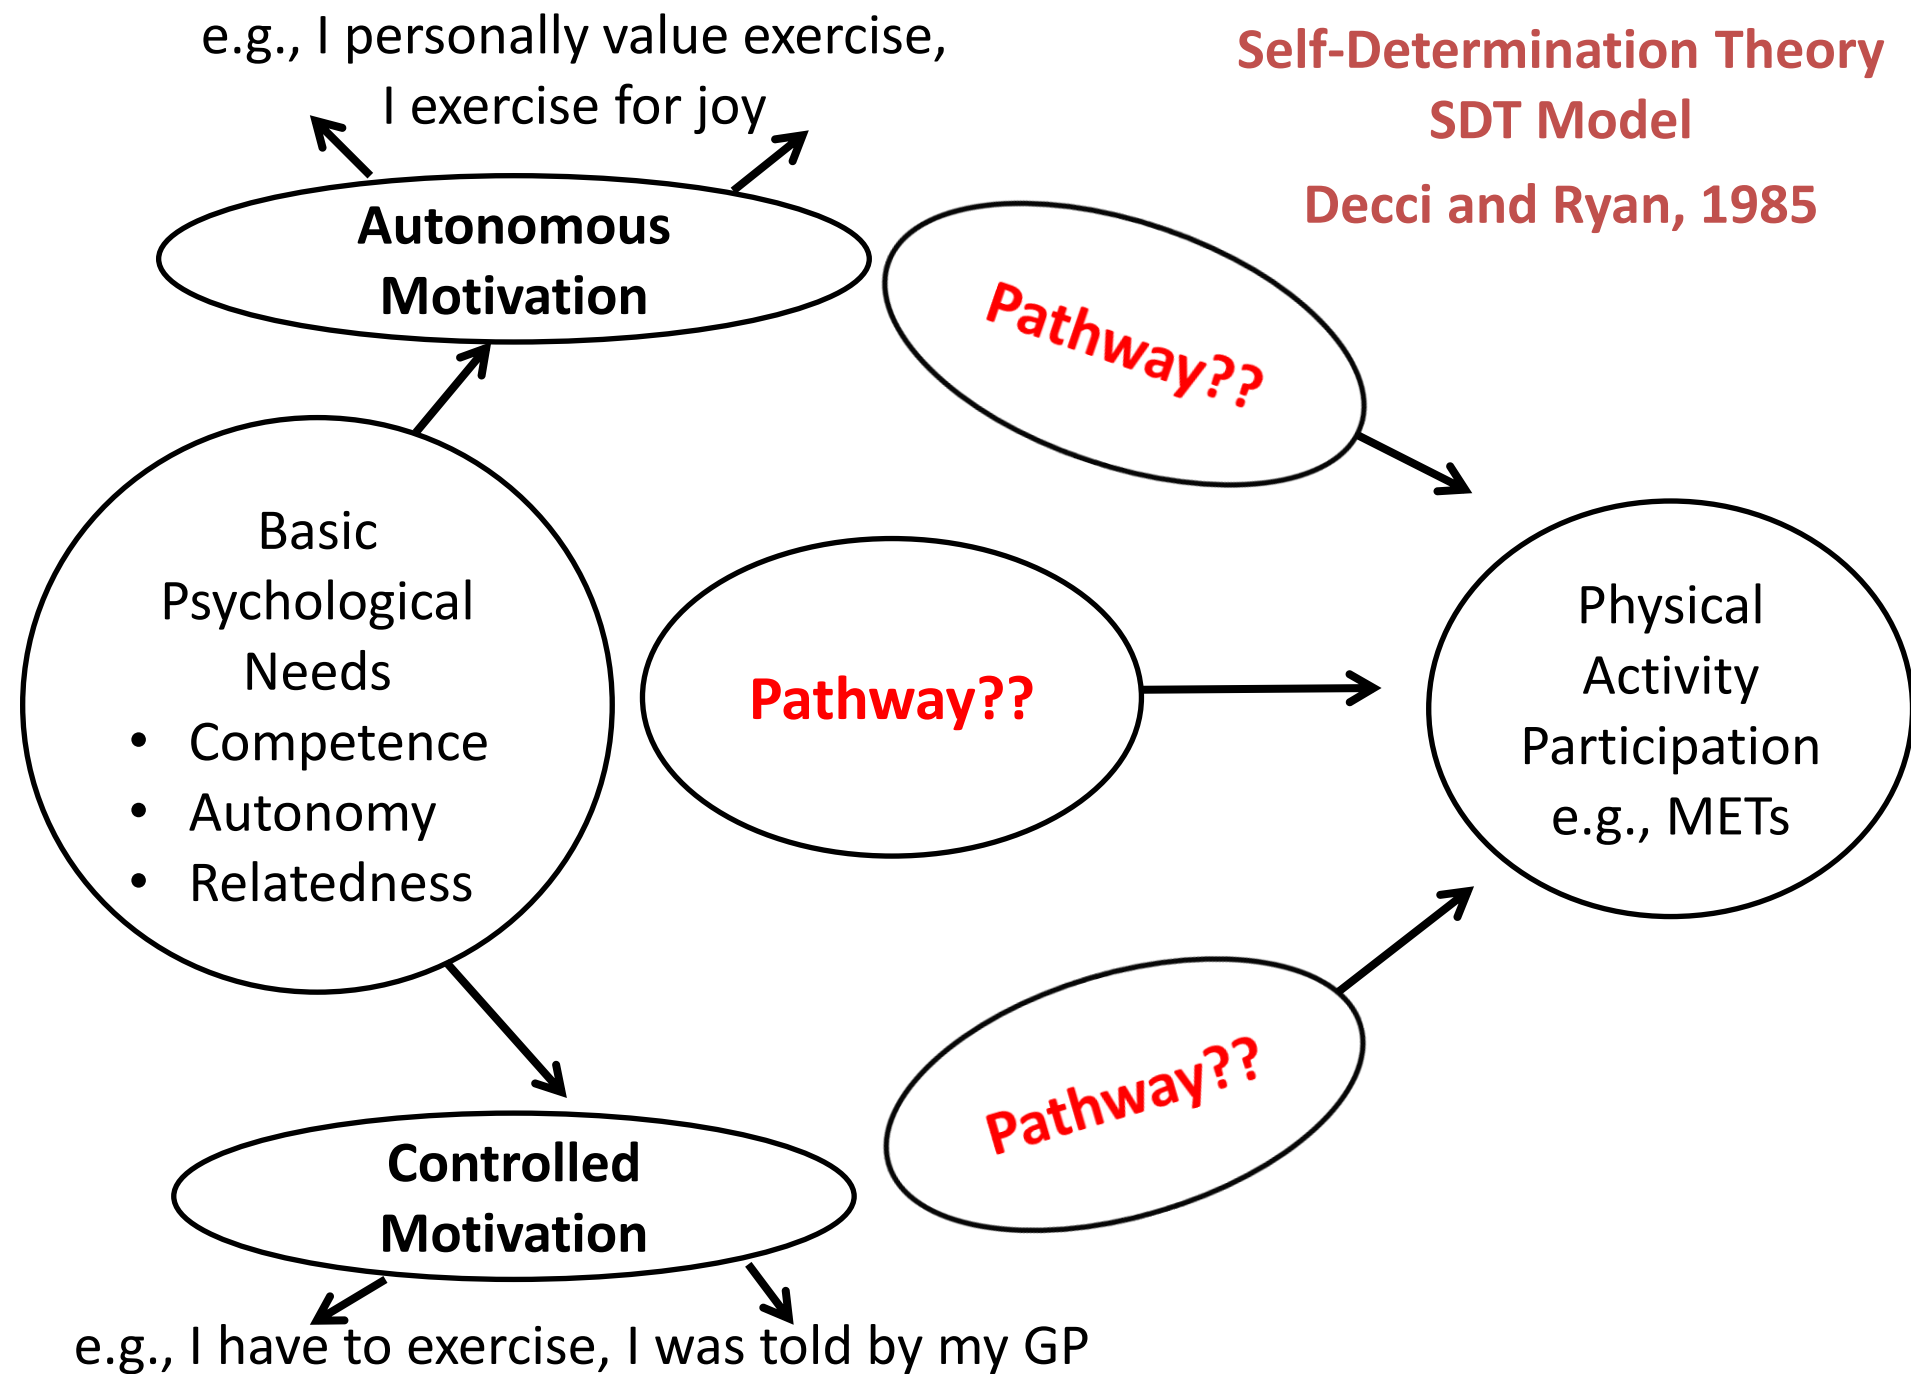 e.g., I personally value exercise,
I exercise for joy
Self-Determination Theory
SDT Model
Decci and Ryan, 1985
Autonomous
Motivation
Pathway??
Basic
Psychological
Needs
• Competence
• Autonomy
• Relatedness
Pathway??
Physical
Activity
Participation
e.g., METs
Pathway??
Controlled
Motivation
e.g., I have to exercise, I was told by my GP